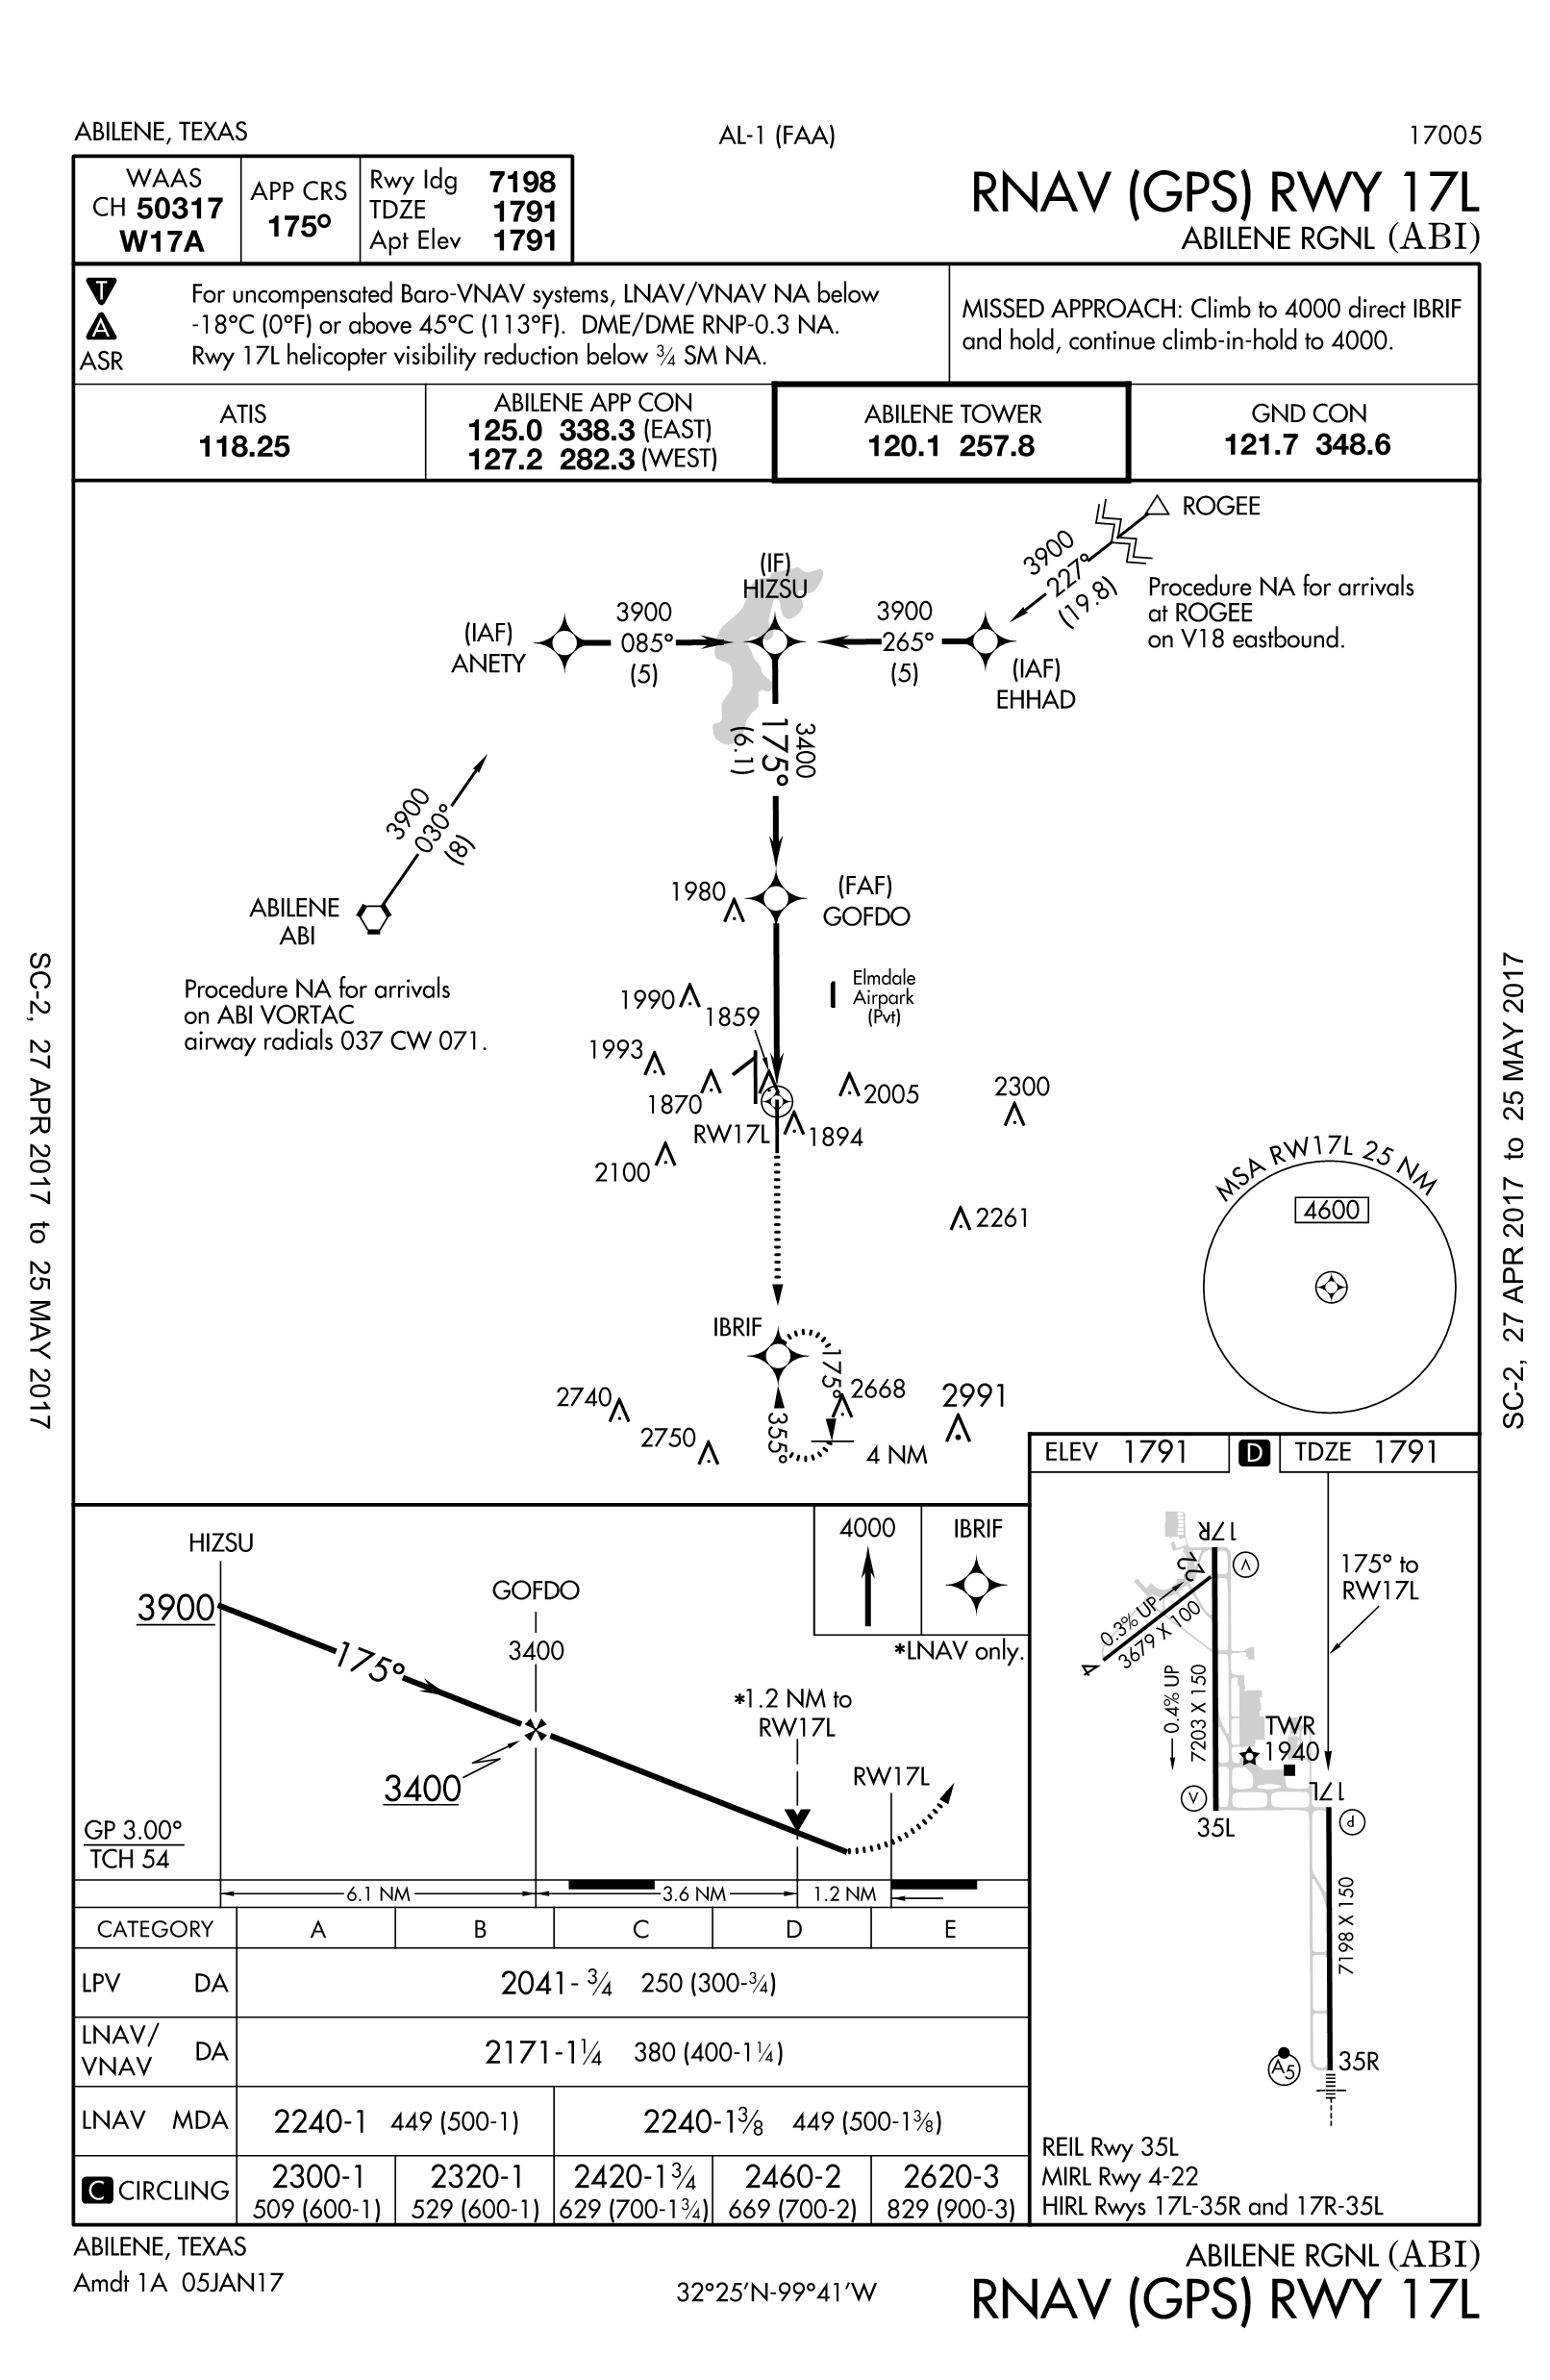 ABILENE, TEXAS
AL-1 (FAA)
17005
WAAS
CH 50317
W17A
APP CRS
175°
Rwy Idg 7198
TDZE 1791
Apt Elev 1791
RNAV (GPS) RWY 17L
ABILENE RGNL (ABI)
T
A
ASR
For uncompensated Baro-VNAV systems, LNAV/VNAV NA below
-18°C (0°F) or above 45°C (113°F). DME/DME RNP-0.3 NA.
Rwy 17L helicopter visibility reduction below ¾ SM NA.
MISSED APPROACH: Climb to 4000 direct IBRIF
and hold, continue climb-in-hold to 4000.
ATIS
118.25
ABILENE APP CON
125.0 338.3 (EAST)
127.2 282.3 (WEST)
ABILENE TOWER
120.1 257.8
GND CON
121.7 348.6
ROGEE
3900
227°
(19.8)
Procedure NA for arrivals
at ROGEE
on V18 eastbound.
(IF)
HIZSU
(IAF)
ANETY
3900
085°
(5)
3900
265°
(5)
(IAF)
EHHAD
3400
175°
(6.1)
3900
030°
(8)
ABILENE
ABI
Procedure NA for arrivals
on ABI VORTAC
airway radials 037 CW 071.
1980
(FAF)
GOFDO
Elmdale
Airpark
(Pvt)
1990
1859
1993
1870
2005
2300
RW17L
1894
2100
2261
MSA RW17L 25 NM
4600
IBRIF
175°
355°
4 NM
2668
2991
2740
2750
SC-2, 27 APR 2017 to 25 MAY 2017
SC-2, 27 APR 2017 to 25 MAY 2017
ELEV 1791
D
TDZE 1791
17R
22
V
0.3% UP
3679 X 100
4
0.4% UP
7203 X 150
175° to
RW17L
TWR
1940
V
35L
17L
P
7198 X 150
A5
35R
REIL Rwy 35L
MIRL Rwy 4-22
HIRL Rwys 17L-35R and 17R-35L
HIZSU
3900
175°
GOFDO
3400
3400
4000
IBRIF
*LNAV only.
*1.2 NM to
RW17L
RW17L
GP 3.00°
TCH 54
6.1 NM
3.6 NM
1.2 NM
CATEGORY A B C D E
LPV DA 2041-¾ 250 (300-¾)
LNAV/
VNAV DA 2171-1¼ 380 (400-1¼)
LNAV MDA 2240-1 449 (500-1) 2240-1⅜ 449 (500-1⅜)
C CIRCLING 2300-1 2320-1 2420-1¾ 2460-2 2620-3
509 (600-1) 529 (600-1) 629 (700-1¾) 669 (700-2) 829 (900-3)
ABILENE, TEXAS
Amdt 1A 05JAN17
32°25'N-99°41'W
ABILENE RGNL (ABI)
RNAV (GPS) RWY 17L